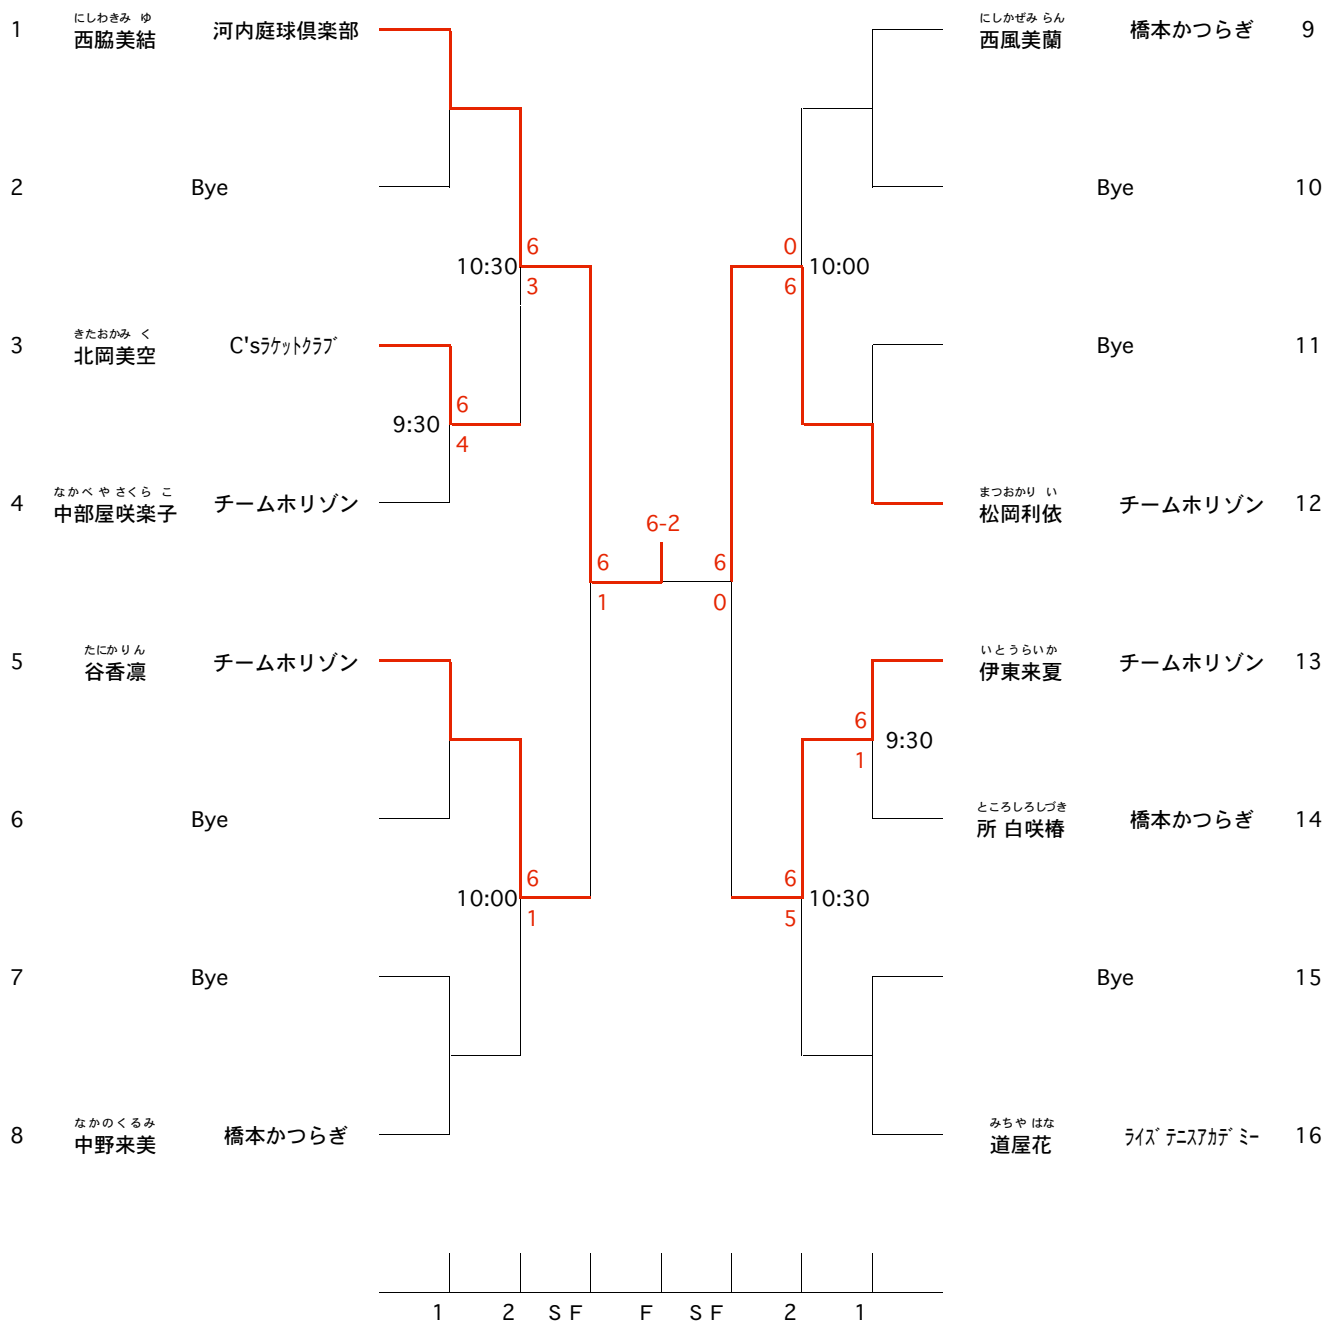 にしわきみ ゆ
1 西脇美結 河内庭球倶楽部
2 Bye
6
10:30
3
きたおかみ く
3 北岡美空 C'sﾗｹｯﾄｸﾗﾌﾞ
6
9:30
4
なかべ や さくら こ
4 中部屋咲楽子 チームホリゾン
6-2
6
1
たにかりん
5 谷香凛 チームホリゾン
6 Bye
6
10:00
1
7 Bye
なかのくるみ
8 中野来美 橋本かつらぎ
にしかぜみ らん
西風美蘭 橋本かつらぎ 9
Bye 10
0
10:00
6
Bye 11
まつおかり い
松岡利依 チームホリゾン 12
6
0
いとうらいか
伊東来夏 チームホリゾン 13
6
9:30
1
ところしろしづき
所 白咲椿 橋本かつらぎ 14
6
10:30
5
Bye 15
みちや はな
道屋花 ﾗｲｽﾞﾃﾆｽｱｶﾃﾞﾐｰ 16
1 2 S F F S F 2 1